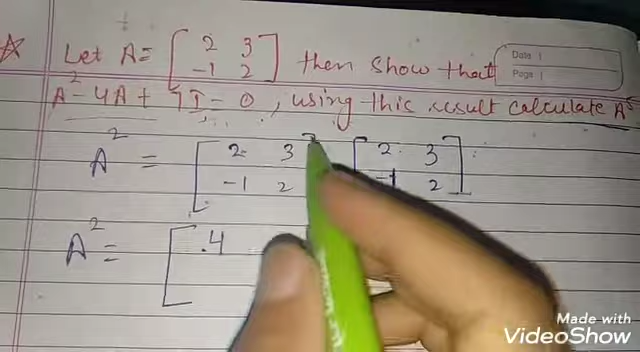 Let A = [ 2 3 -1 2 ] then show that
A² - 4A + 7I = 0, using this result calculate A⁵
A² = [ 2 3 -1 2 ] [ 2 3 -1 2 ]
A² = [ 4
Date
Page
Made with
VideoShow